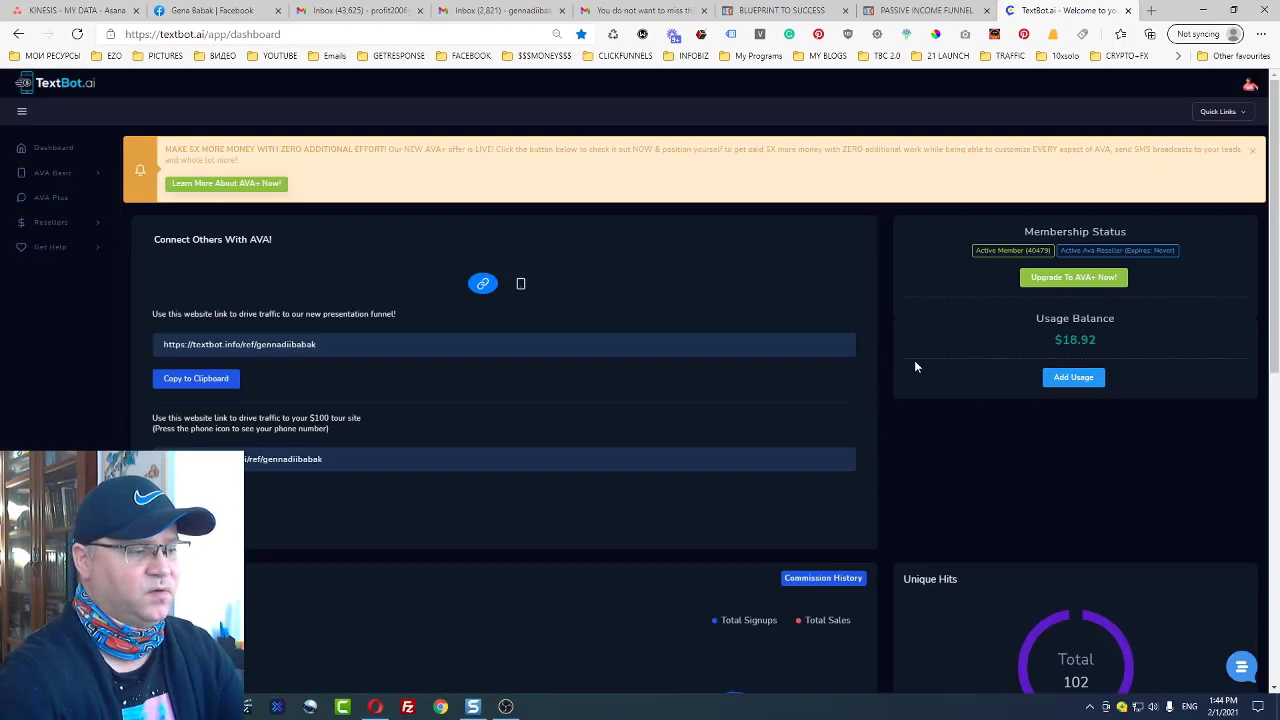 KINESIS - MY DATA - Asana
Gena Babak | Facebook
Inbox (43,625) - profit2006
Inbox (2,821) - gennadiibaba
You do not want to miss the
BLUEPRINT TO SUCCESS
PASSIVE INCOME FUNNEL
Welcome to yo
https://textbot.ai/app/dashboard
Not syncing
МОИ РЕСУРСЫ
EZO
PICTURES
ВИДЕО
YOUTUBE
Emails
GETRESPONSE
$$$MONEY$$$
CLICKFUNNELS
INFOBIZ
My Traffic
MY BLOGS
TBC 2.0
21 LAUNCH
10xsolo
CRYPTO+FX
Other favourites
TextBot.ai
Quick Links
Dashboard
AVA Basic
AVA Plus
Resellers
Get Help
MAKE 5X MORE MONEY WITH ZERO ADDITIONAL EFFORT! Our NEW AVA+ offer is LIVE! Click the button below to check it out NOW & position yourself to get paid 5X more money with ZERO additional work while being able to customize EVERY aspect of AVA, send SMS broadcasts to your leads
and whole lot more!
Learn More About AVA+ Now!
Connect Others With AVA!
Use this website link to drive traffic to our new presentation funnel!
https://textbot.info/ref/gennadiibabak
Copy to Clipboard
Use this website link to drive traffic to your $100 tour site
(Press the phone icon to see your phone number)
i/ref/gennadiibabak
Membership Status
Active Member (40479)
Active Ava Reseller (Expires: Never)
Upgrade To AVA+ Now!
Usage Balance
$18.92
Add Usage
Commission History
Total Signups
Total Sales
Unique Hits
Total
102
ENG
1:44 PM
2/1/2021